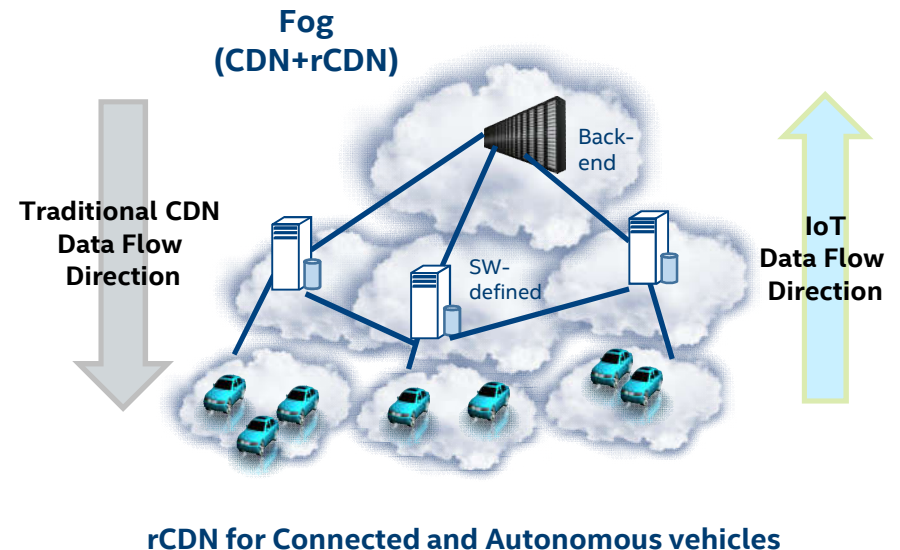 Fog
(CDN+rCDN)
Back-
end
Traditional CDN
Data Flow
Direction
SW-
defined
IoT
Data Flow
Direction
rCDN for Connected and Autonomous vehicles